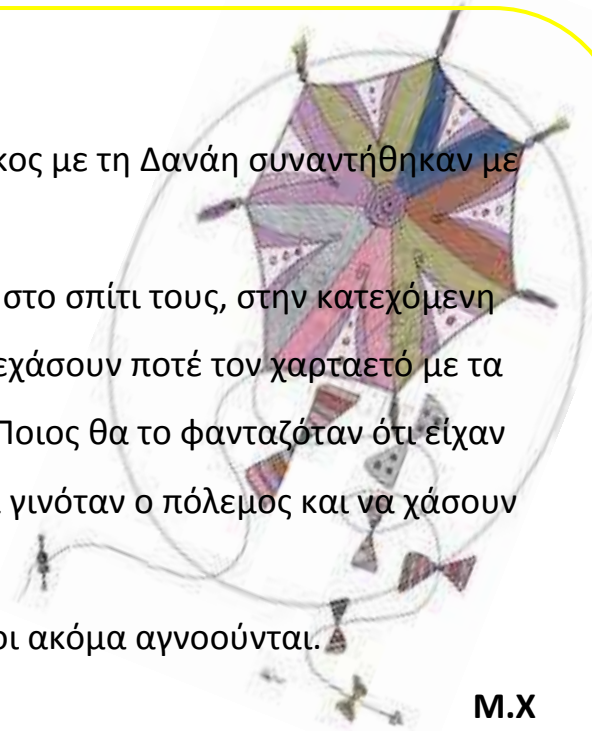 κος με τη Δανάη συναντήθηκαν με
στο σπίτι τους, στην κατεχόμενη
εχάσουν ποτέ τον χαρταετό με τα
Ποιος θα το φανταζόταν ότι είχαν
γινόταν ο πόλεμος και να χάσουν
οι ακόμα αγνοούνται.
Μ.Χ